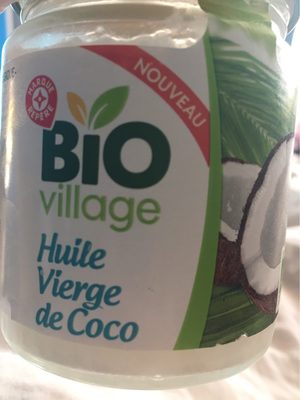 NOUVEAU
MARQUE
REPÈRE
BiO
village
Huile
Vierge
de Coco